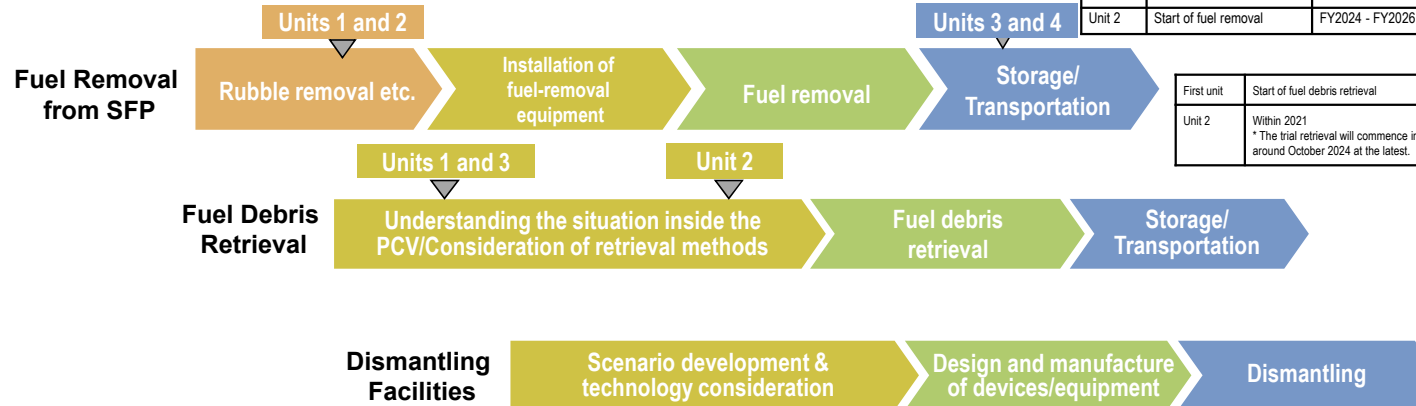 Units 1 and 2
Units 3 and 4
Unit 2 Start of fuel removal FY2024 - FY2026
Fuel Removal
from SFP
Rubble removal etc.
Installation of
fuel-removal
equipment
Fuel removal
Storage/
Transportation
First unit Start of fuel debris retrieval
Unit 2 Within 2021
* The trial retrieval will commence in
around October 2024 at the latest.
Units 1 and 3
Unit 2
Fuel Debris
Retrieval
Understanding the situation inside the
PCV/Consideration of retrieval methods
Fuel debris
retrieval
Storage/
Transportation
Dismantling
Facilities
Scenario development &
technology consideration
Design and manufacture
of devices/equipment
Dismantling